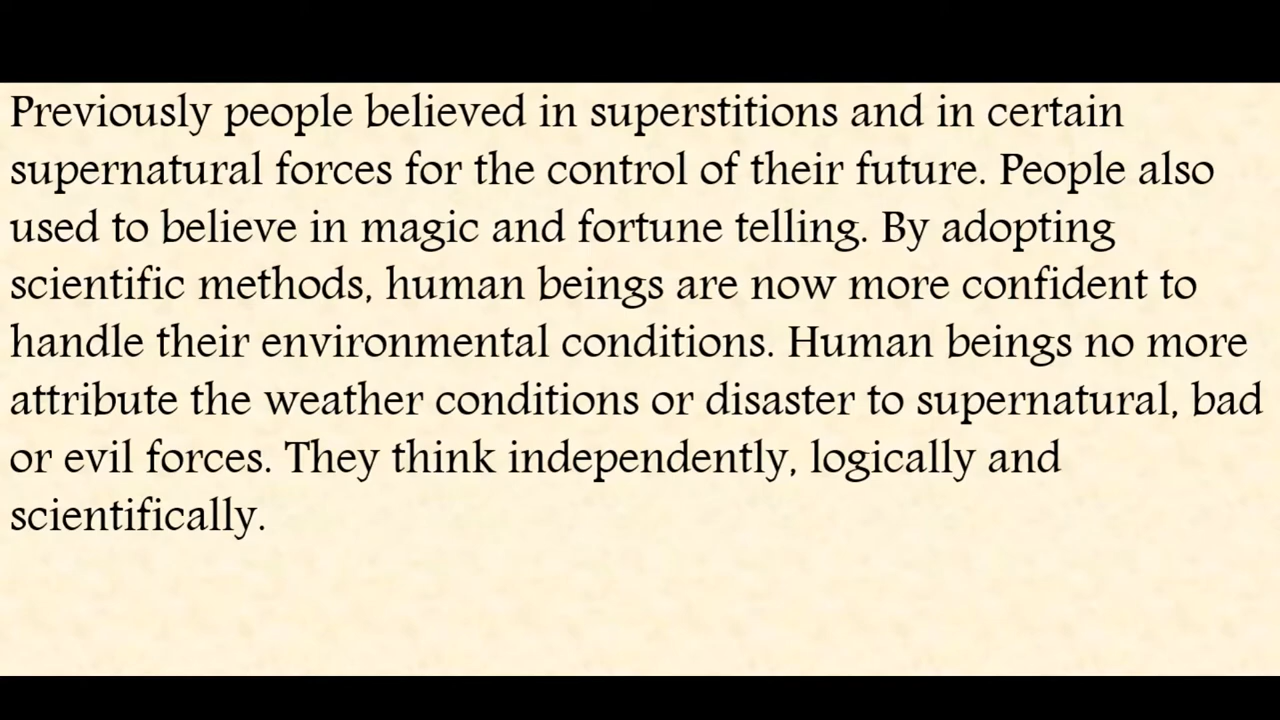 Previously people believed in superstitions and in certain
supernatural forces for the control of their future. People also
used to believe in magic and fortune telling. By adopting
scientific methods, human beings are now more confident to
handle their environmental conditions. Human beings no more
attribute the weather conditions or disaster to supernatural, bad
or evil forces. They think independently, logically and
scientifically.